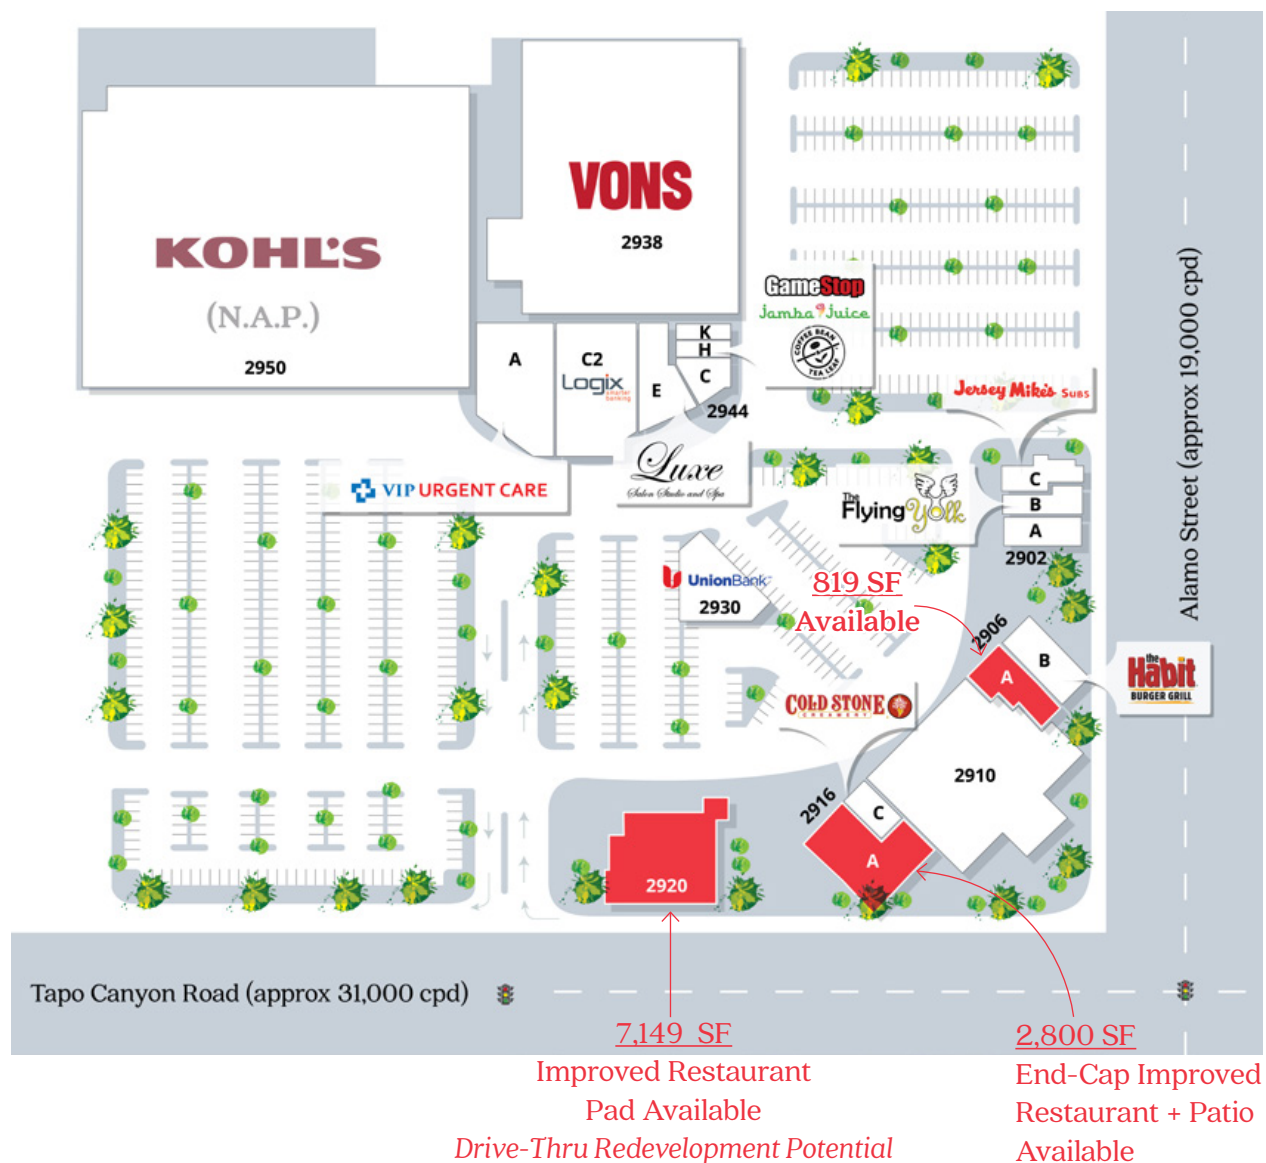 KOHL'S
(N.A.P.)
2950
VONS
2938
GameStop
Jamba Juice
COFFEE BEAN
TEA LEAF
K
H
C
2944
A
C2
Logix
smarter
banking
E
Jersey Mike's SUBS
Luxe
Salon Studio and Spa
VIP URGENT CARE
The
Flying
Yolk
C
B
A
2902
UnionBank
2930
819 SF
Available
2906
B
A
the
Habit
BURGER GRILL
COLD STONE
CREAMERY
2910
2916
C
A
2920
Alamo Street (approx 19,000 cpd)
Tapo Canyon Road (approx 31,000 cpd)
7,149 SF
Improved Restaurant
Pad Available
Drive-Thru Redevelopment Potential
2,800 SF
End-Cap Improved
Restaurant + Patio
Available